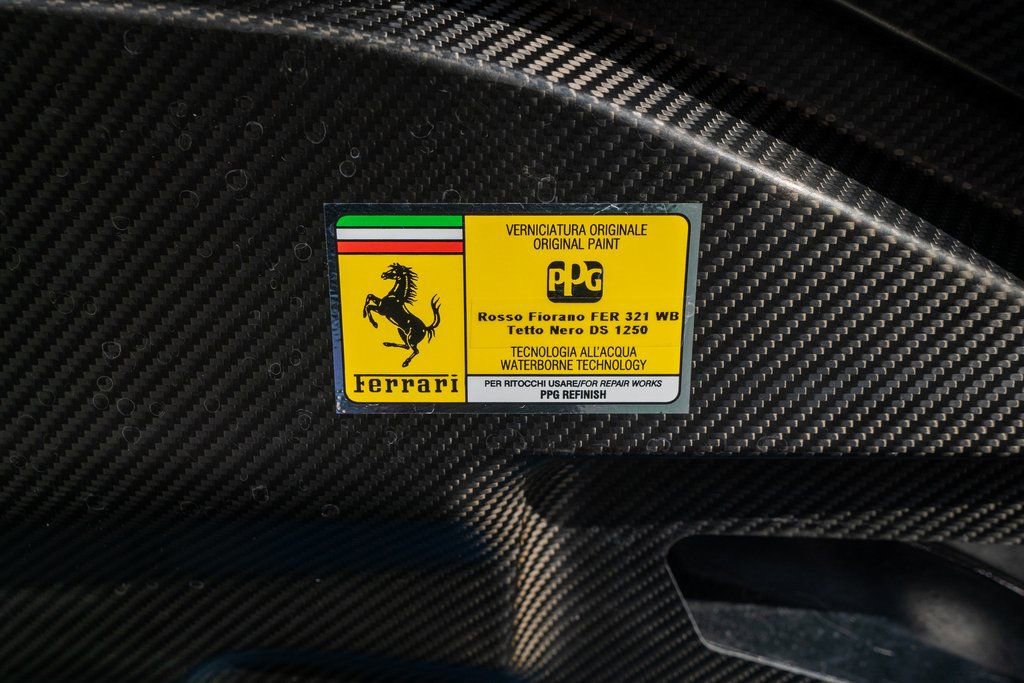 VERNICIATURA ORIGINALE
ORIGINAL PAINT
PPG
Rosso Fiorano FER 321 WB
Tetto Nero DS 1250
TECNOLOGIA ALL'ACQUA
WATERBORNE TECHNOLOGY
Ferrari
PER RITOCCHI USARE/FOR REPAIR WORKS
PPG REFINISH